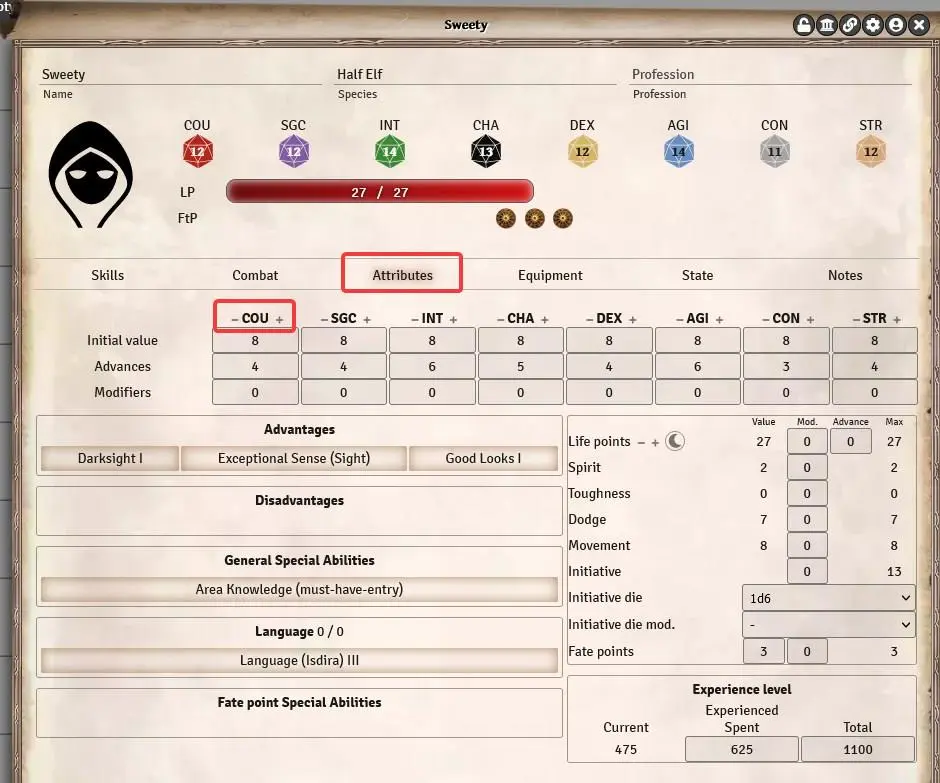 pty
Sweety
Sweety Half Elf Profession
Name Species Profession
COU SGC INT CHA DEX AGI CON STR
12 12 14 13 12 14 11 12
LP 27 / 27
FtP
Skills Combat Attributes Equipment State Notes
– COU + – SGC + – INT + – CHA + – DEX + – AGI + – CON + – STR +
Initial value 8 8 8 8 8 8 8 8
Advances 4 4 6 5 4 6 3 4
Modifiers 0 0 0 0 0 0 0 0
Advantages
Darksight I Exceptional Sense (Sight) Good Looks I
Disadvantages
General Special Abilities
Area Knowledge (must-have-entry)
Language 0 / 0
Language (Isdira) III
Fate point Special Abilities
Value Mod. Advance Max
Life points – + 27 0 0 27
Spirit 2 0 2
Toughness 0 0 0
Dodge 7 0 7
Movement 8 0 8
Initiative 0 13
Initiative die 1d6
Initiative die mod. -
Fate points 3 0 3
Experience level
Experienced
Current Spent Total
475 625 1100